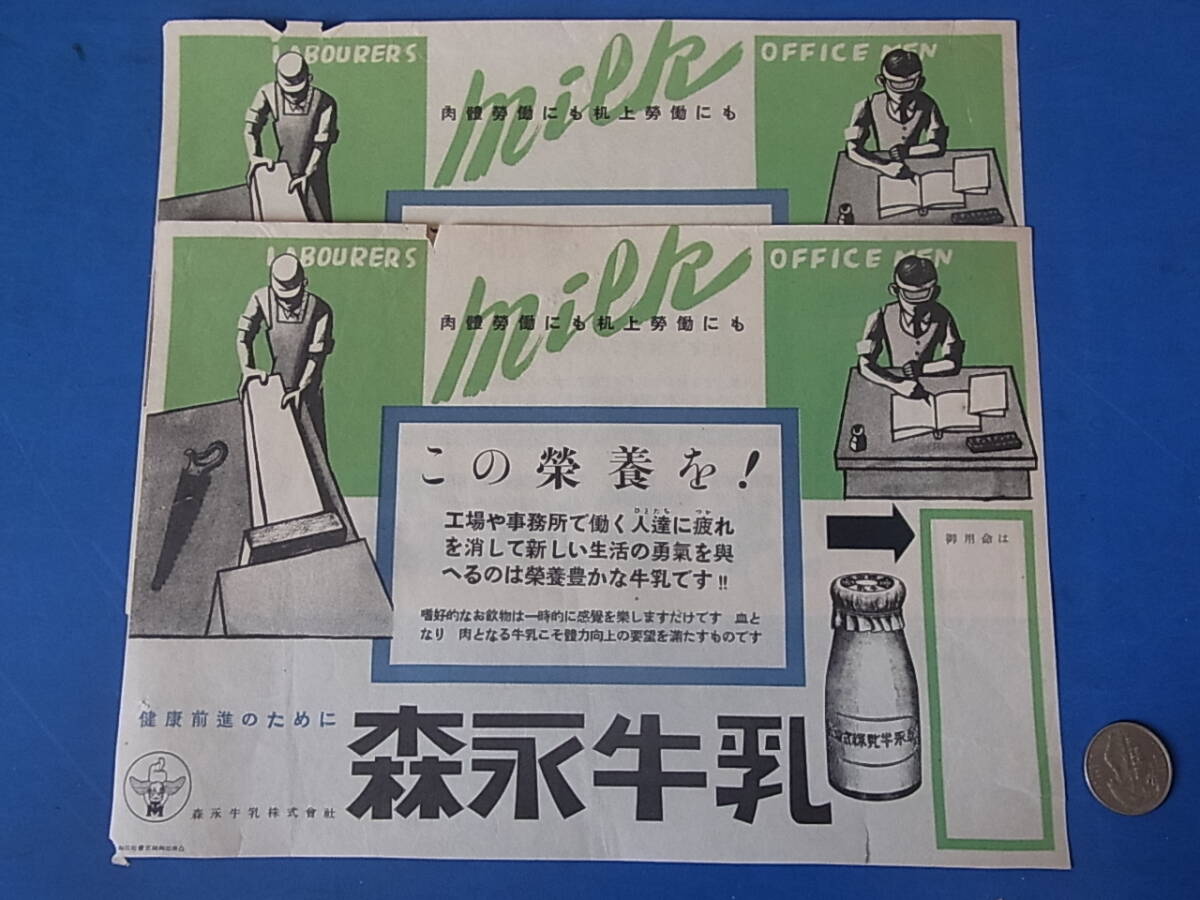 LABOURERS
milk
OFFICE MEN
肉體勞働にも机上勞働にも
LABOURERS
milk
OFFICE MEN
肉體勞働にも机上勞働にも
この榮養を!
工場や事務所で働く人達に疲れ
を消して新しい生活の勇氣を與
へるのは榮養豊かな牛乳です!!
嗜好的なお飲物は一時的に感覺を樂しますだけです 血と
なり 肉となる牛乳こそ體力向上の要望を滿たすものです
御用命は
健康前進のために
森永牛乳
森永牛乳株式會社